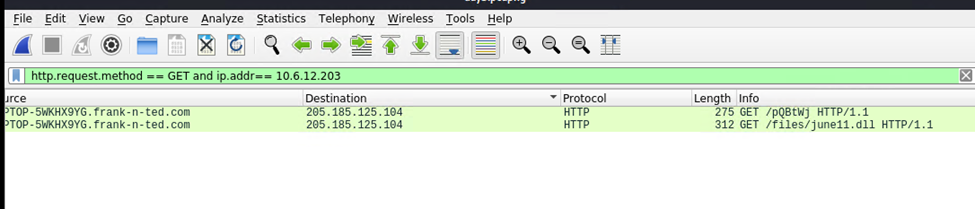 File Edit View Go Capture Analyze Statistics Telephony Wireless Tools Help
http.request.method == GET and ip.addr== 10.6.12.203
urce Destination Protocol Length Info
PTOP-5WKHX9YG.frank-n-ted.com 205.185.125.104 HTTP 275 GET /pQBtWj HTTP/1.1
PTOP-5WKHX9YG.frank-n-ted.com 205.185.125.104 HTTP 312 GET /files/june11.dll HTTP/1.1